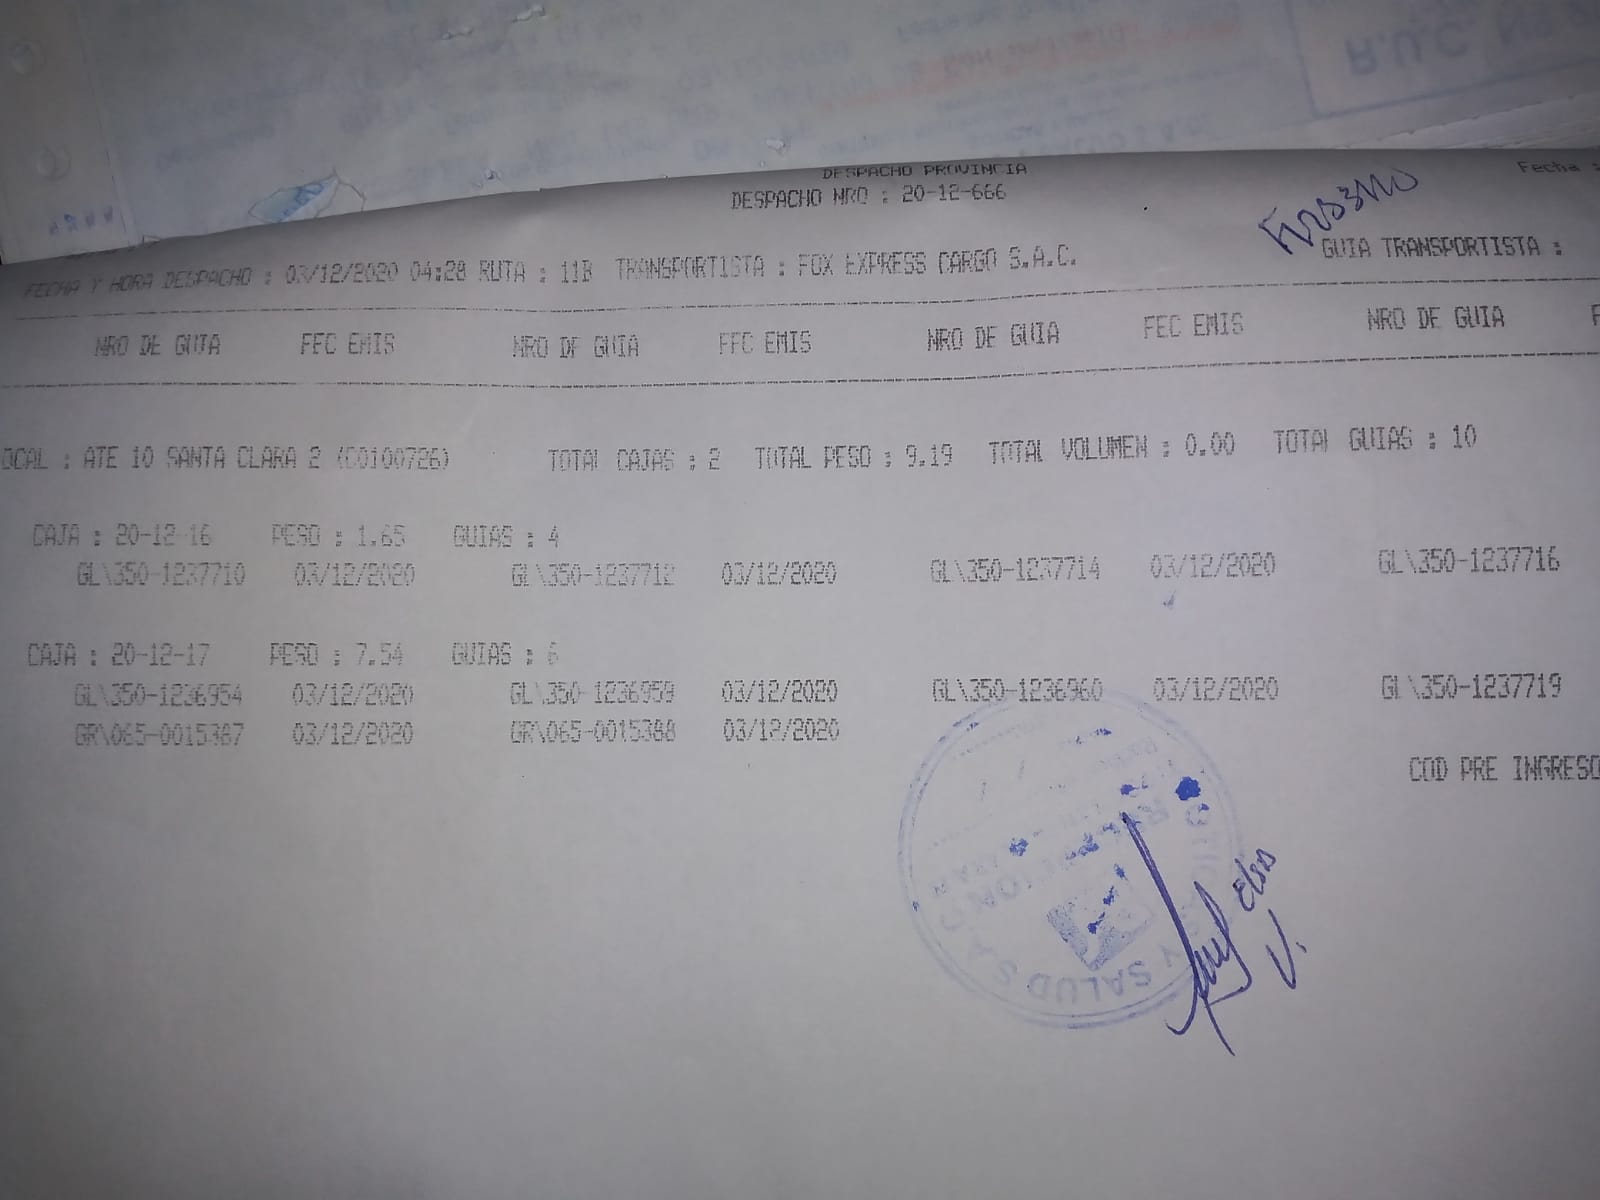 R.U.C. Nº 2
DESPACHO PROVINCIA
DESPACHO NRO : 20-12-666
Fecha :
GUIA TRANSPORTISTA :
FECHA Y HORA DESPACHO : 03/12/2020 04:28 RUTA : 11B TRANSPORTISTA : FOX EXPRESS CARGO S.A.C.
NRO DE GUIA FEC EMIS NRO DE GUIA FEC EMIS NRO DE GUIA FEC EMIS NRO DE GUIA F
OCAL : ATE 10 SANTA CLARA 2 (C0100726) TOTAL CAJAS : 2 TOTAL PESO : 9.19 TOTAL VOLUMEN : 0.00 TOTAL GUIAS : 10
CAJA : 20-12-16 PESO : 1.65 GUIAS : 4
GL\350-1237710 03/12/2020 GL\350-1237712 03/12/2020 GL\350-1237714 03/12/2020 GL\350-1237716
CAJA : 20-12-17 PESO : 7.54 GUIAS : 6
GL\350-1236954 03/12/2020 GL\350-1236959 03/12/2020 GL\350-1236960 03/12/2020 GL\350-1237719
GR\065-0015387 03/12/2020 GR\065-0015388 03/12/2020
COD PRE INGRESO
SALUD S.A.C.
Elsa
V.